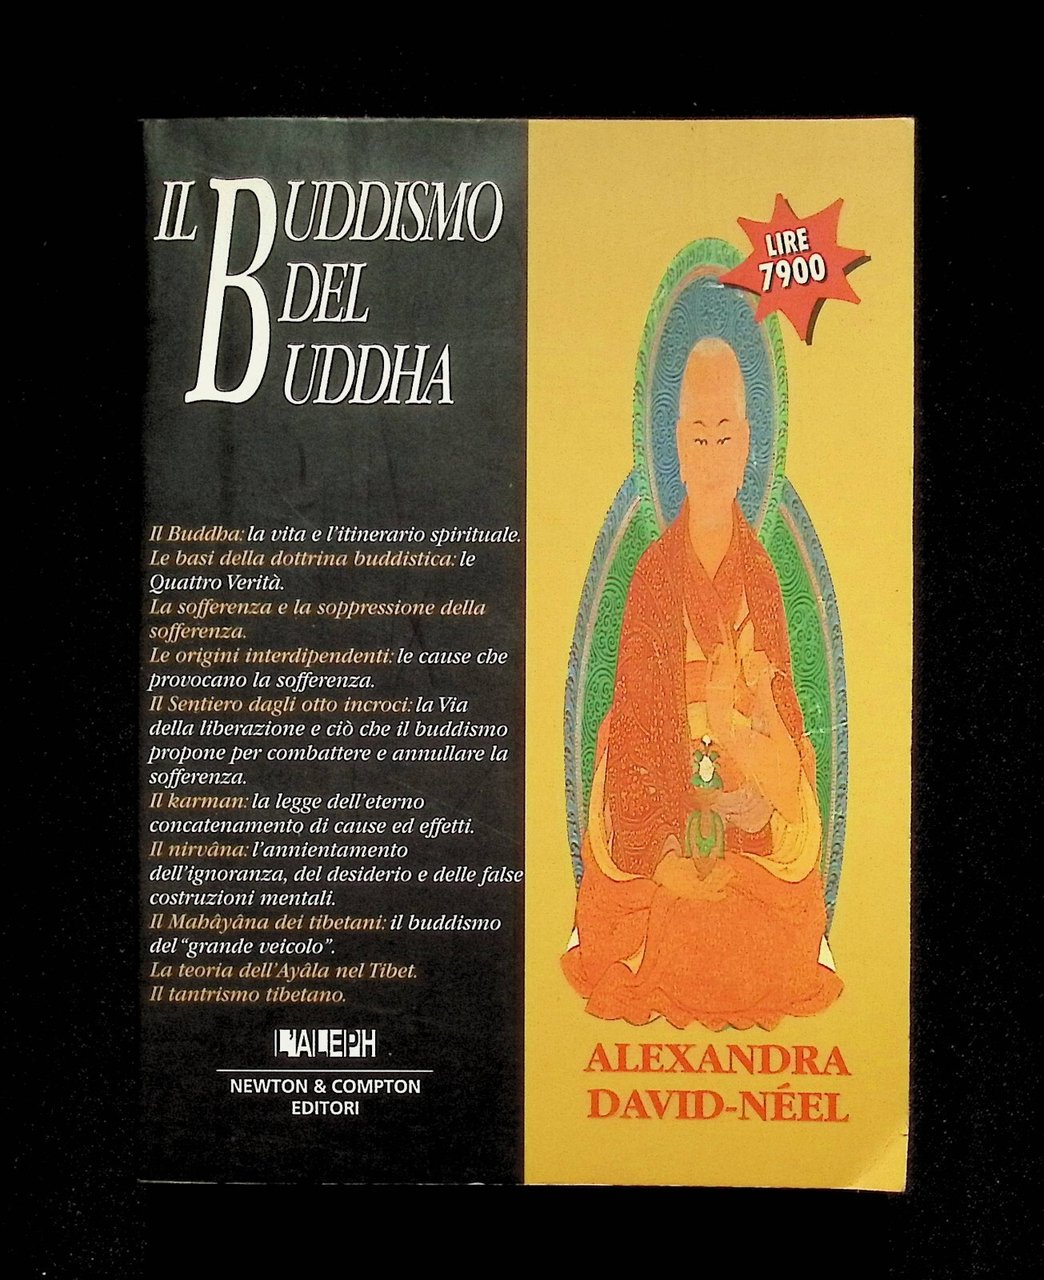 IL BUDDISMO
DEL
BUDDHA
LIRE
7900
Il Buddha: la vita e l'itinerario spirituale.
Le basi della dottrina buddistica: le
Quattro Verità.
La sofferenza e la soppressione della
sofferenza.
Le origini interdipendenti: le cause che
provocano la sofferenza.
Il Sentiero dagli otto incroci: la Via
della liberazione e ciò che il buddismo
propone per combattere e annullare la
sofferenza.
Il karman: la legge dell'eterno
concatenamento di cause ed effetti.
Il nirvâna: l'annientamento
dell'ignoranza, del desiderio e delle false
costruzioni mentali.
Il Mahâyâna dei tibetani: il buddismo
del “grande veicolo”.
La teoria dell'Ayâla nel Tibet.
Il tantrismo tibetano.
L'ALEPH
NEWTON & COMPTON
EDITORI
ALEXANDRA
DAVID-NÉEL